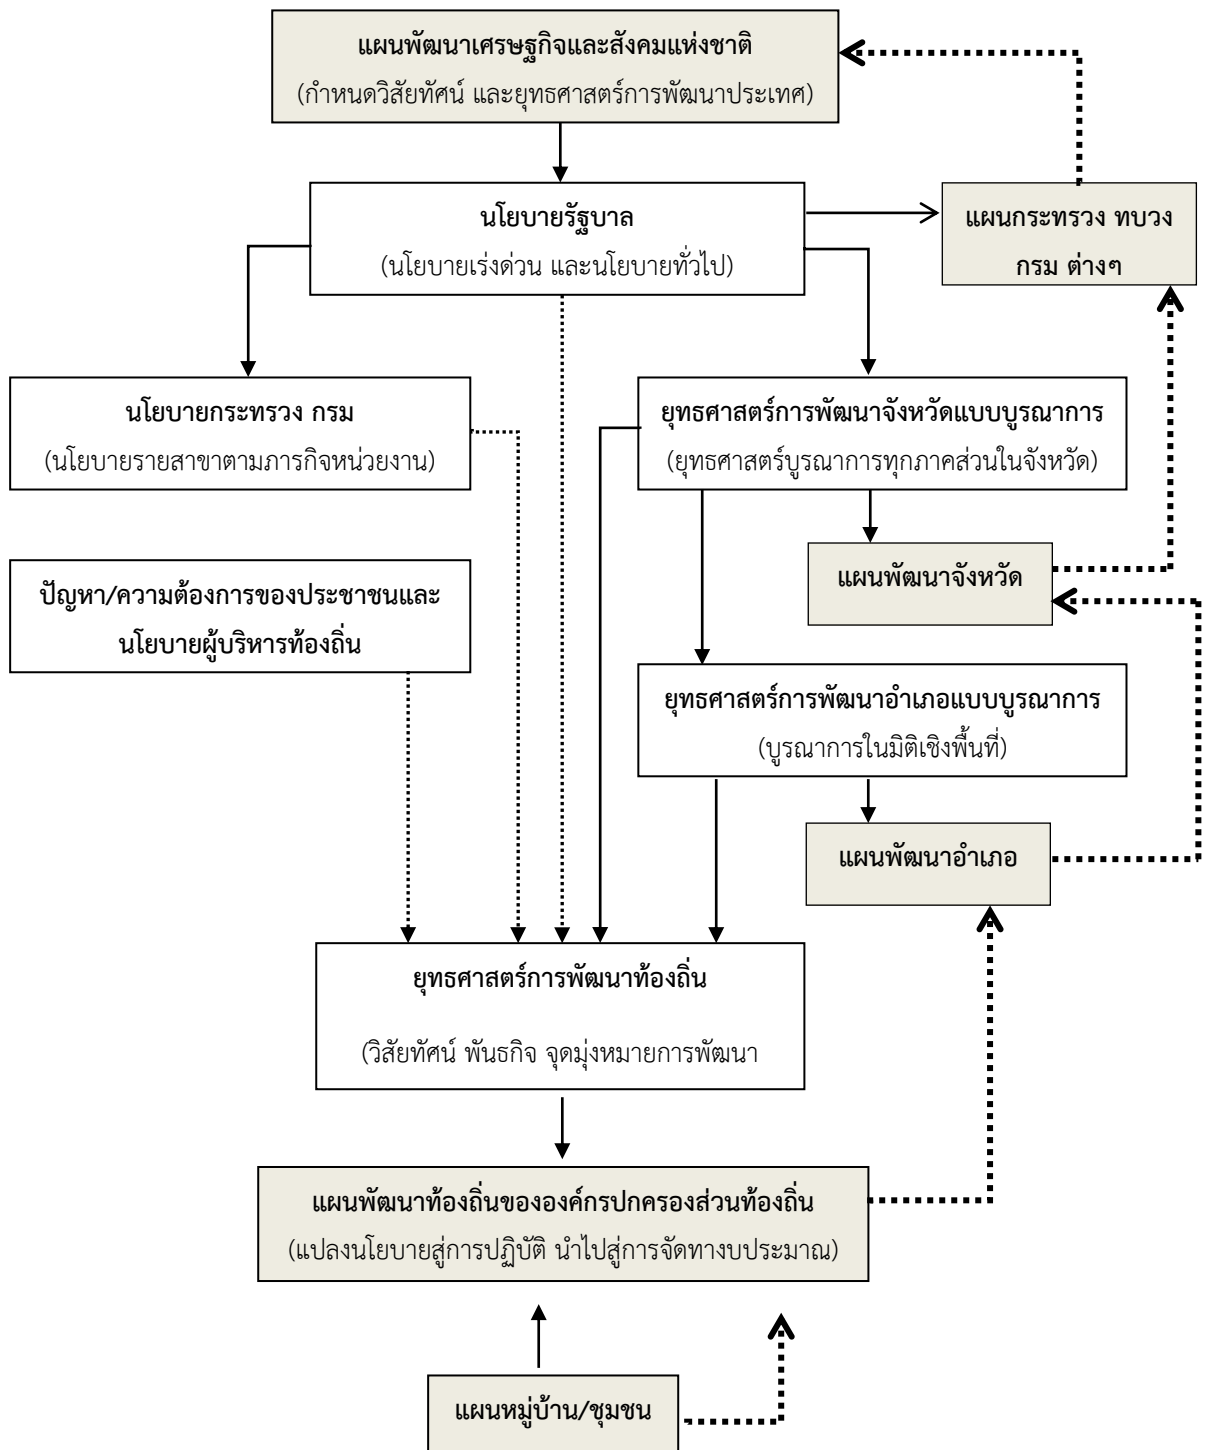 แผนพัฒนาเศรษฐกิจและสังคมแห่งชาติ
(กำหนดวิสัยทัศน์ และยุทธศาสตร์การพัฒนาประเทศ)
นโยบายรัฐบาล
(นโยบายเร่งด่วน และนโยบายทั่วไป)
แผนกระทรวง ทบวง
กรม ต่างๆ
นโยบายกระทรวง กรม
(นโยบายรายสาขาตามภารกิจหน่วยงาน)
ยุทธศาสตร์การพัฒนาจังหวัดแบบบูรณาการ
(ยุทธศาสตร์บูรณาการทุกภาคส่วนในจังหวัด)
แผนพัฒนาจังหวัด
ปัญหา/ความต้องการของประชาชนและ
นโยบายผู้บริหารท้องถิ่น
ยุทธศาสตร์การพัฒนาอำเภอแบบบูรณาการ
(บูรณาการในมิติเชิงพื้นที่)
แผนพัฒนาอำเภอ
ยุทธศาสตร์การพัฒนาท้องถิ่น
(วิสัยทัศน์ พันธกิจ จุดมุ่งหมายการพัฒนา
แผนพัฒนาท้องถิ่นขององค์กรปกครองส่วนท้องถิ่น
(แปลงนโยบายสู่การปฏิบัติ นำไปสู่การจัดทางบประมาณ)
แผนหมู่บ้าน/ชุมชน